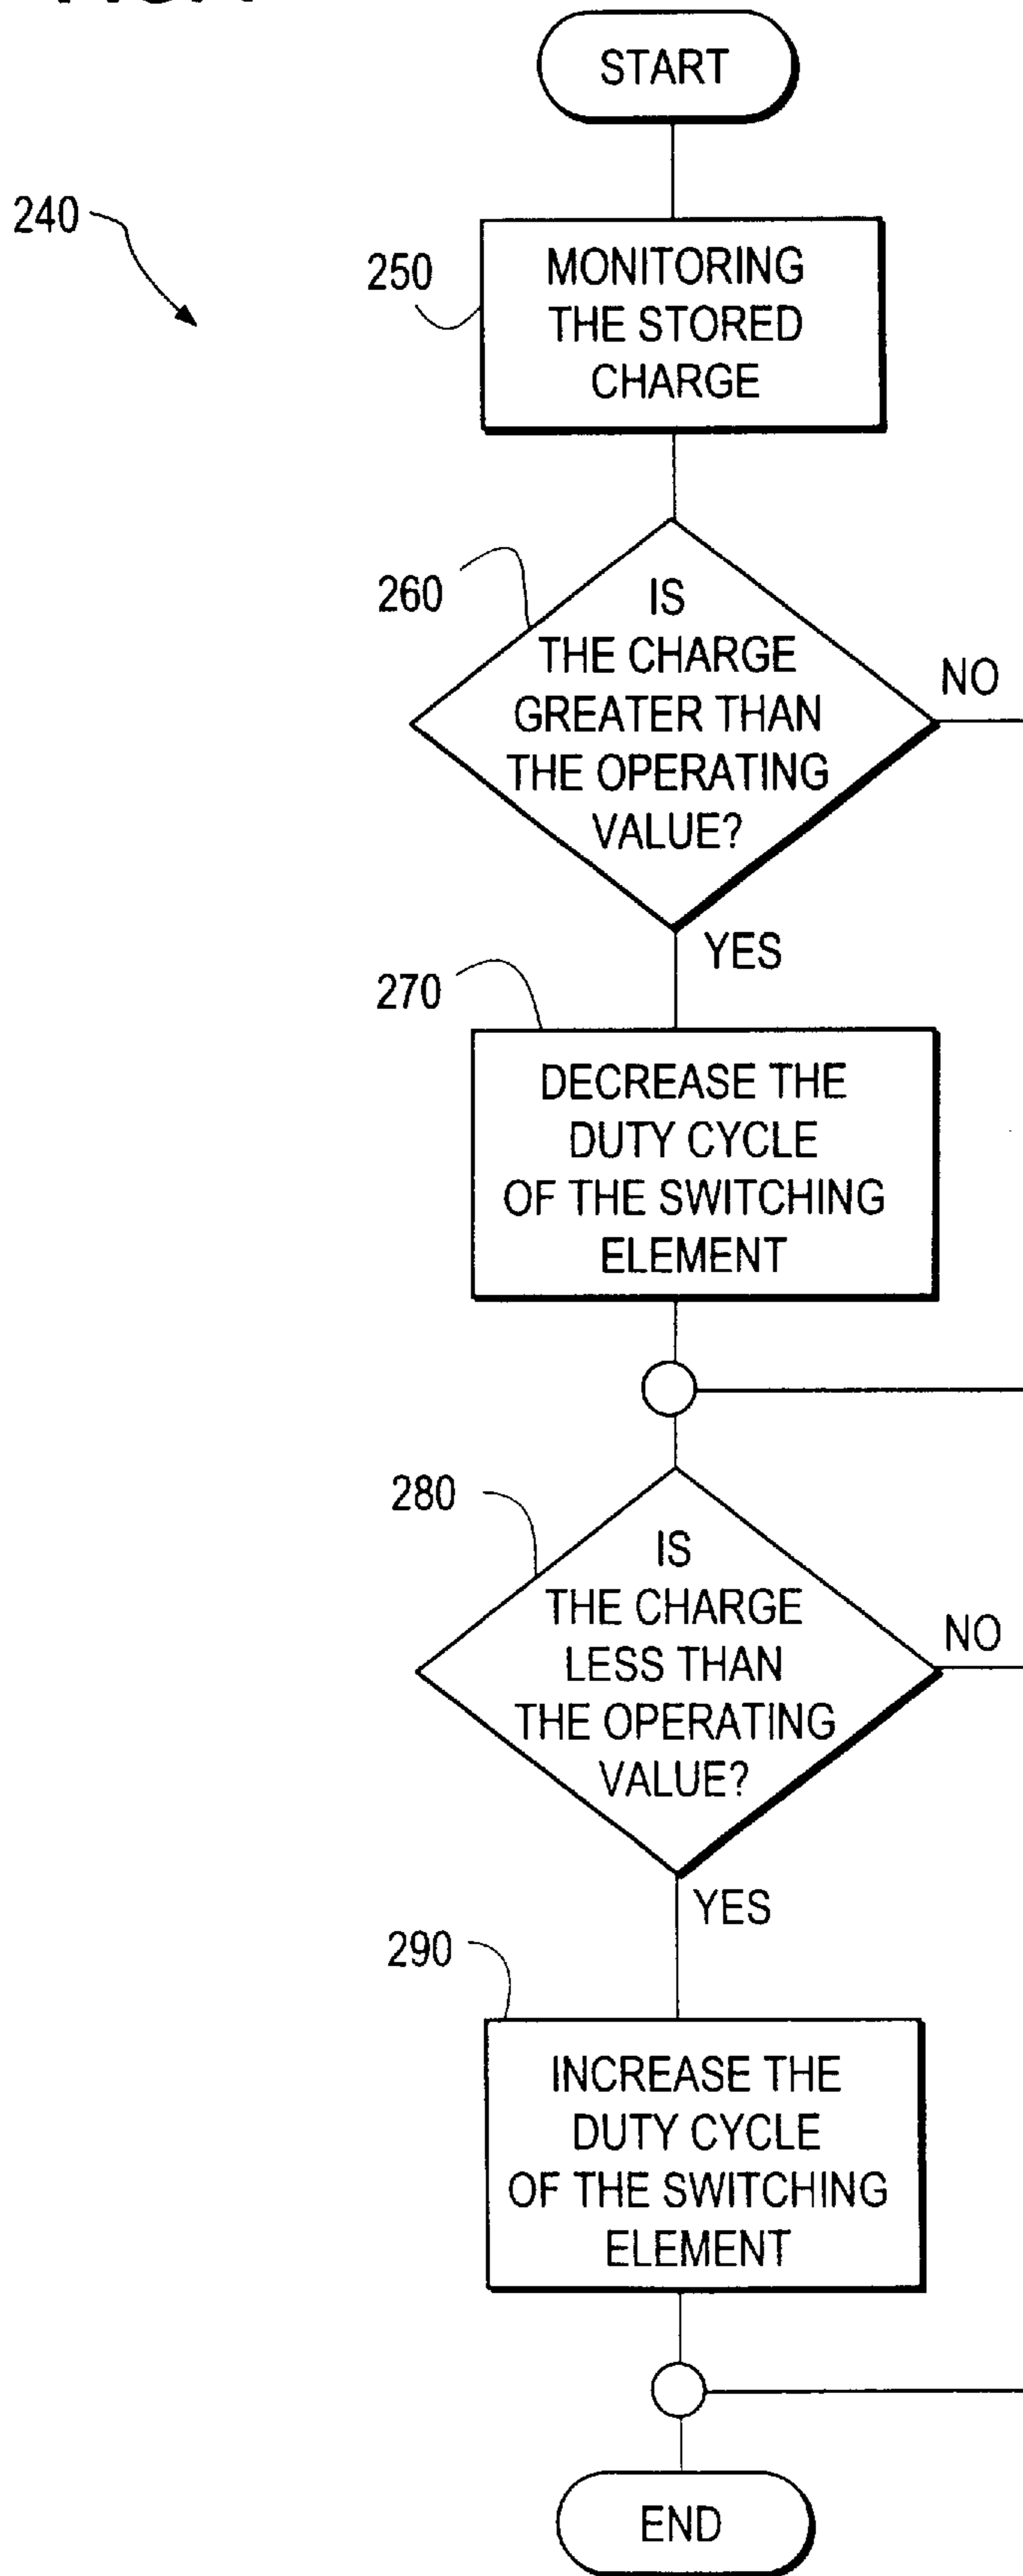 START
240
250
MONITORING
THE STORED
CHARGE
260
IS
THE CHARGE
GREATER THAN
THE OPERATING
VALUE?
NO
YES
270
DECREASE THE
DUTY CYCLE
OF THE SWITCHING
ELEMENT
280
IS
THE CHARGE
LESS THAN
THE OPERATING
VALUE?
NO
YES
290
INCREASE THE
DUTY CYCLE
OF THE SWITCHING
ELEMENT
END